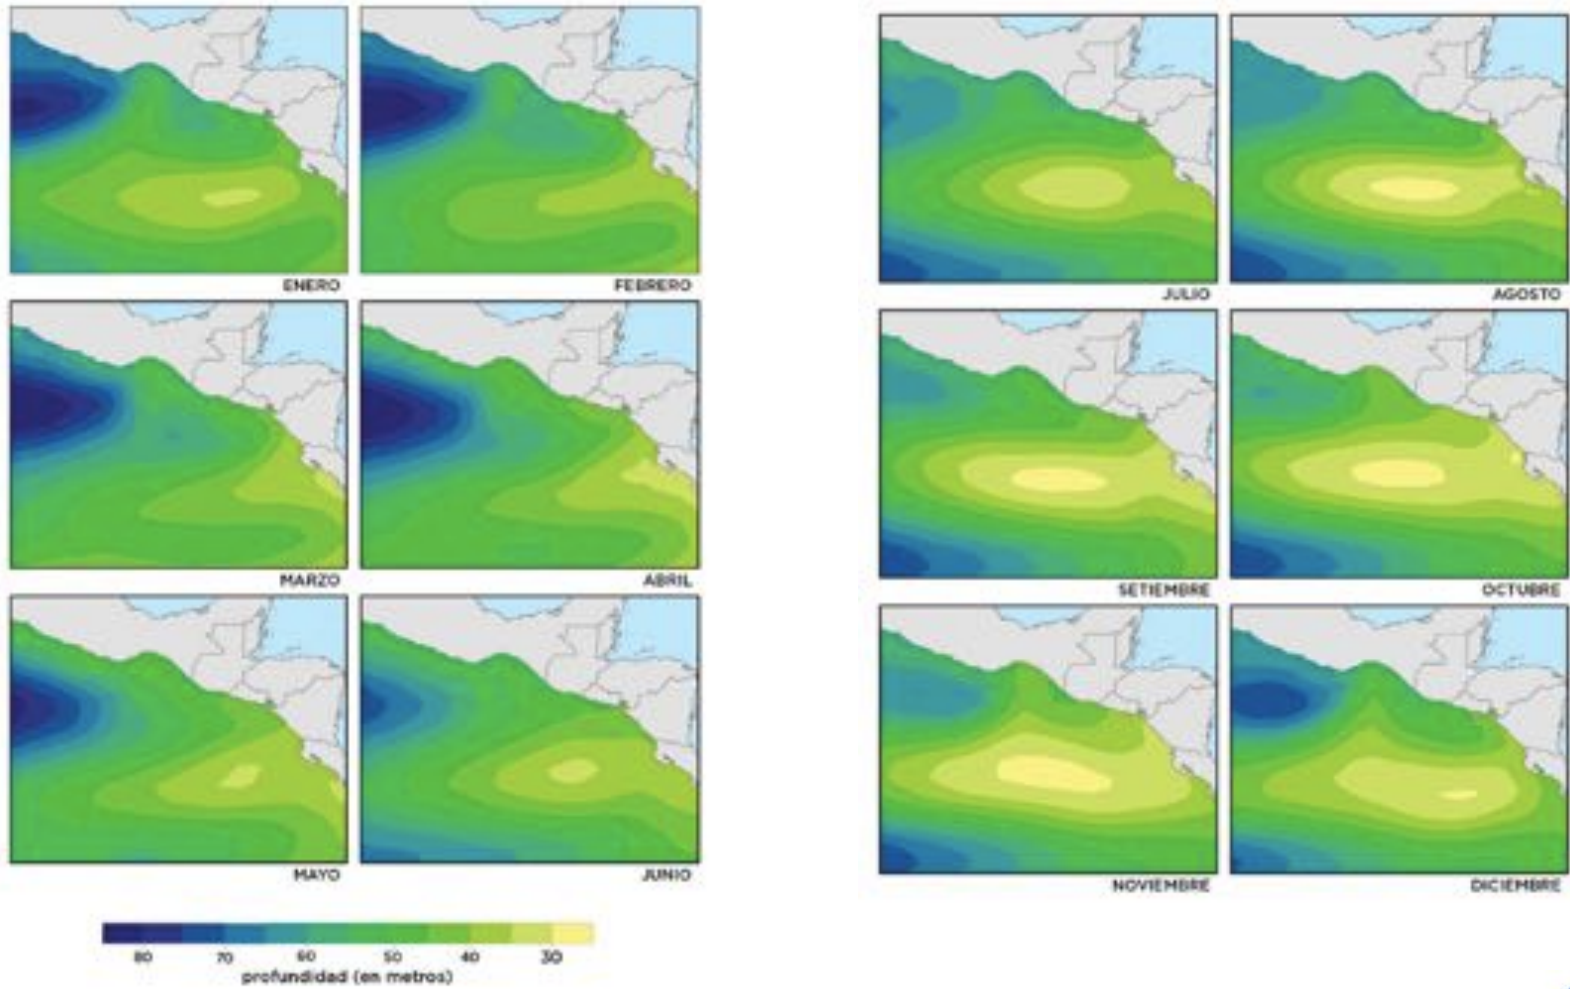 ENERO FEBRERO
JULIO AGOSTO
MARZO ABRIL
SETIEMBRE OCTUBRE
MAYO JUNIO
NOVIEMBRE DICIEMBRE
80 70 60 50 40 30
profundidad (en metros)